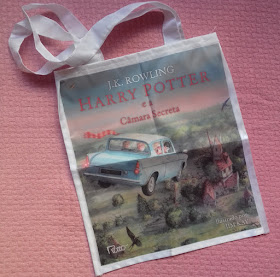 J.K. ROWLING
HARRY POTTER
e a
Câmara Secreta